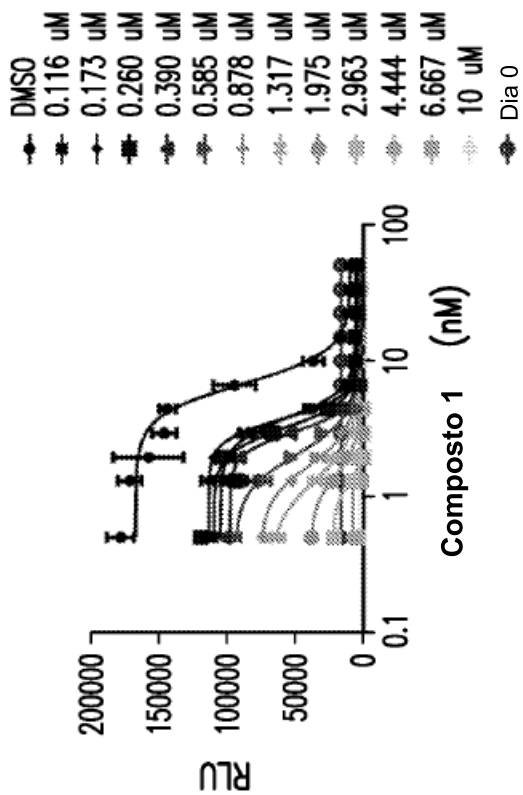 DMSO
0.116 uM
0.173 uM
0.260 uM
0.390 uM
0.585 uM
0.878 uM
1.317 uM
1.975 uM
2.963 uM
4.444 uM
6.667 uM
10 uM
Dia 0
RLU
200000
150000
100000
50000
0
0.1
1
10
100
Composto 1 (nM)